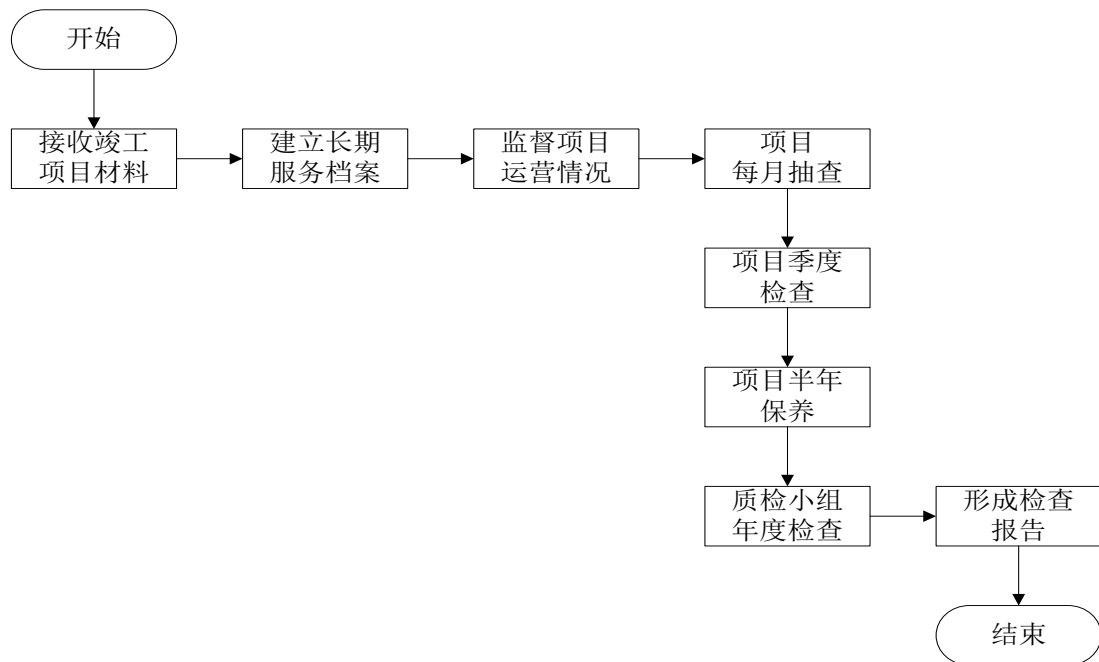 开始
接收竣工
项目材料
建立长期
服务档案
监督项目
运营情况
项目
每月抽查
项目季度
检查
项目半年
保养
质检小组
年度检查
形成检查
报告
结束